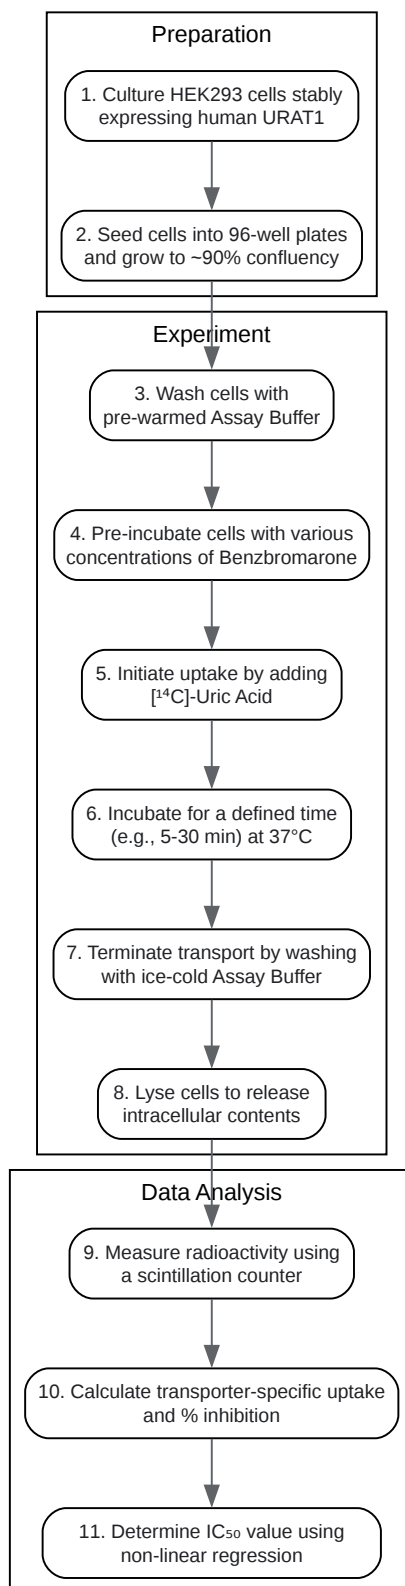 Preparation
1. Culture HEK293 cells stably
expressing human URAT1
2. Seed cells into 96-well plates
and grow to ~90% confluency
Experiment
3. Wash cells with
pre-warmed Assay Buffer
4. Pre-incubate cells with various
concentrations of Benzbromarone
5. Initiate uptake by adding
[¹⁴C]-Uric Acid
6. Incubate for a defined time
(e.g., 5-30 min) at 37°C
7. Terminate transport by washing
with ice-cold Assay Buffer
8. Lyse cells to release
intracellular contents
Data Analysis
9. Measure radioactivity using
a scintillation counter
10. Calculate transporter-specific uptake
and % inhibition
11. Determine IC₅₀ value using
non-linear regression